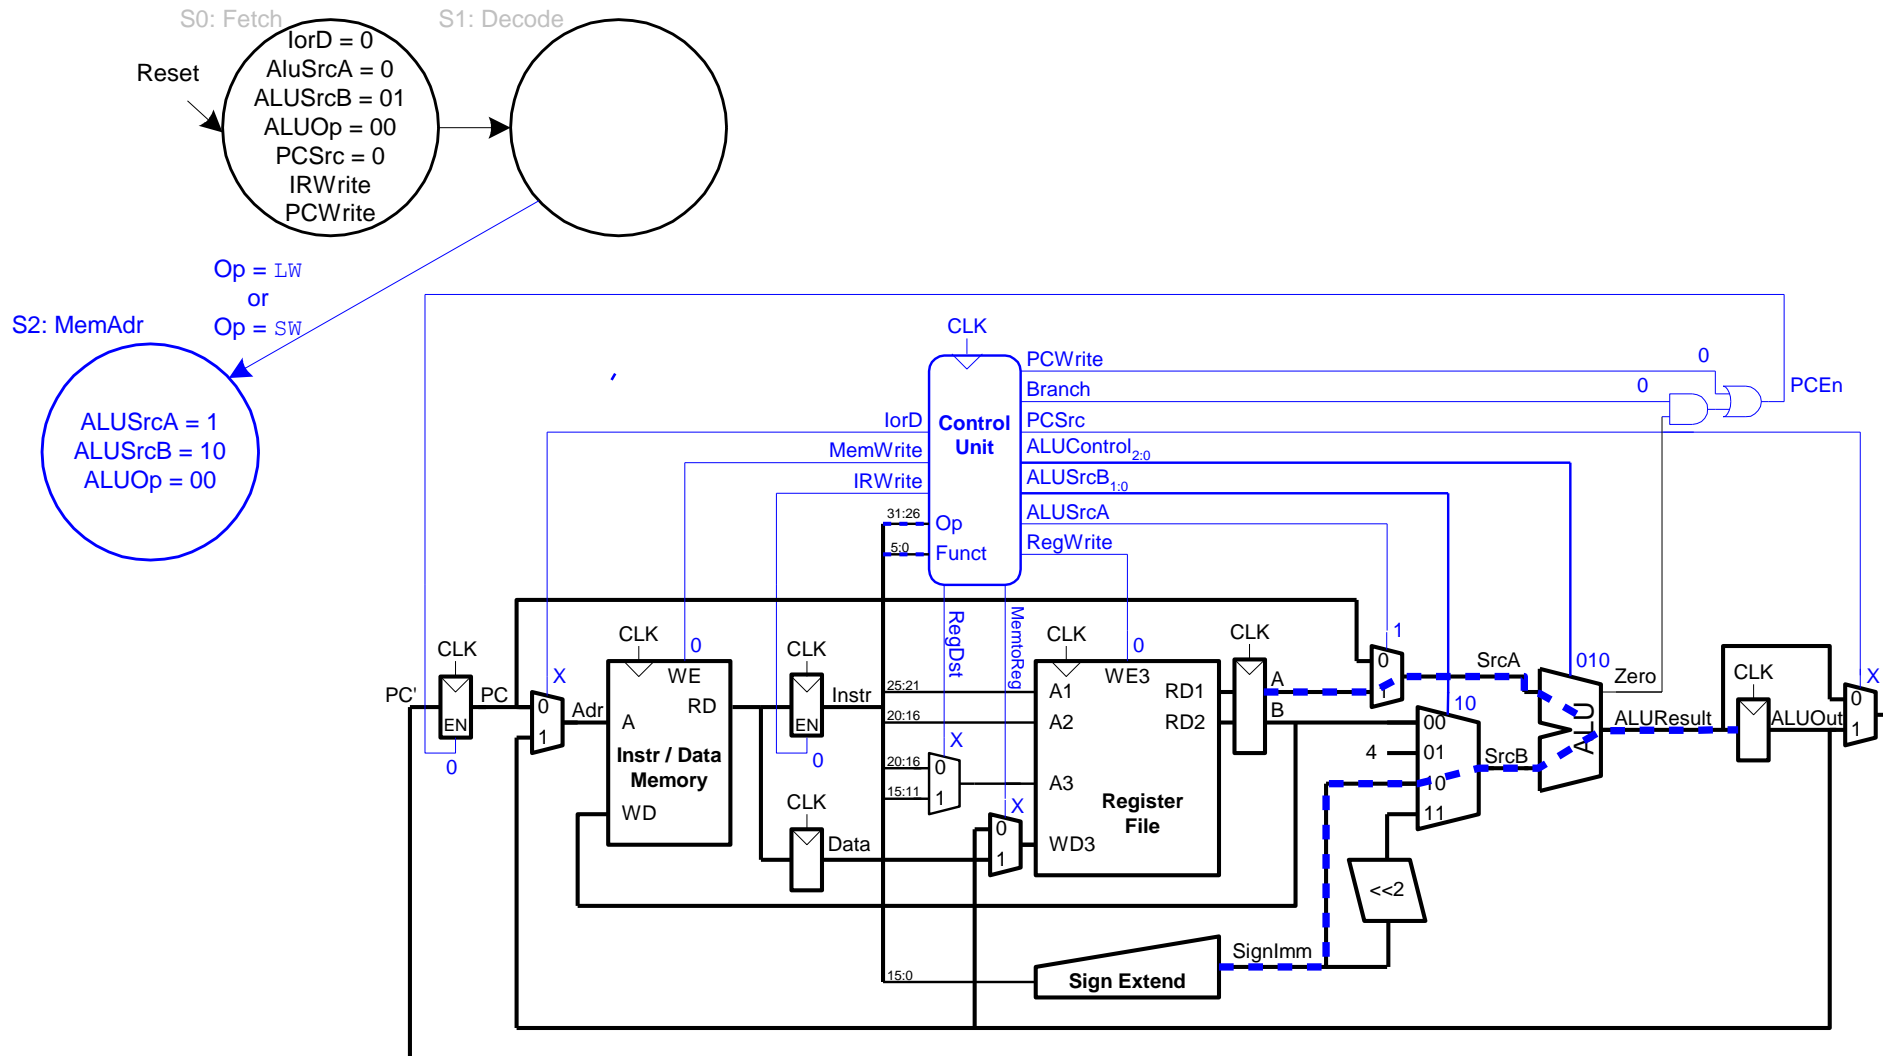 S0: Fetch
S1: Decode
IorD = 0
AluSrcA = 0
ALUSrcB = 01
ALUOp = 00
PCSrc = 0
IRWrite
PCWrite
Reset
Op = LW
or
Op = SW
S2: MemAdr
ALUSrcA = 1
ALUSrcB = 10
ALUOp = 00
CLK
PCWrite
0
Branch
0
PCEn
IorD
Control
Unit
PCSrc
MemWrite
ALUControl2:0
IRWrite
ALUSrcB1:0
31:26
Op
ALUSrcA
5:0
Funct
RegWrite
RegDst
MemtoReg
CLK
CLK
0
CLK
CLK
0
CLK
1
X
WE
WE3
0
SrcA
010
Zero
CLK
X
PC'
PC
EN
0
1
Adr
A
RD
EN
Instr
25:21
A1
RD1
A
1
10
20:16
A2
RD2
B
00
ALU
ALUResult
ALUOut
0
1
0
0
Instr / Data
Memory
X
4
01
SrcB
20:16
0
A3
10
15:11
1
Register
File
11
WD
CLK
X
Data
0
1
WD3
<<2
SignImm
15:0
Sign Extend